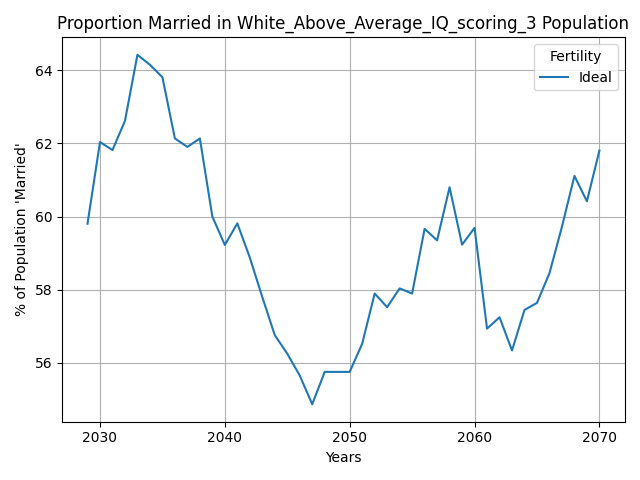 Proportion Married in White_Above_Average_IQ_scoring_3 Population
Fertility
Ideal
% of Population 'Married'
64
62
60
58
56
2030 2040 2050 2060 2070
Years